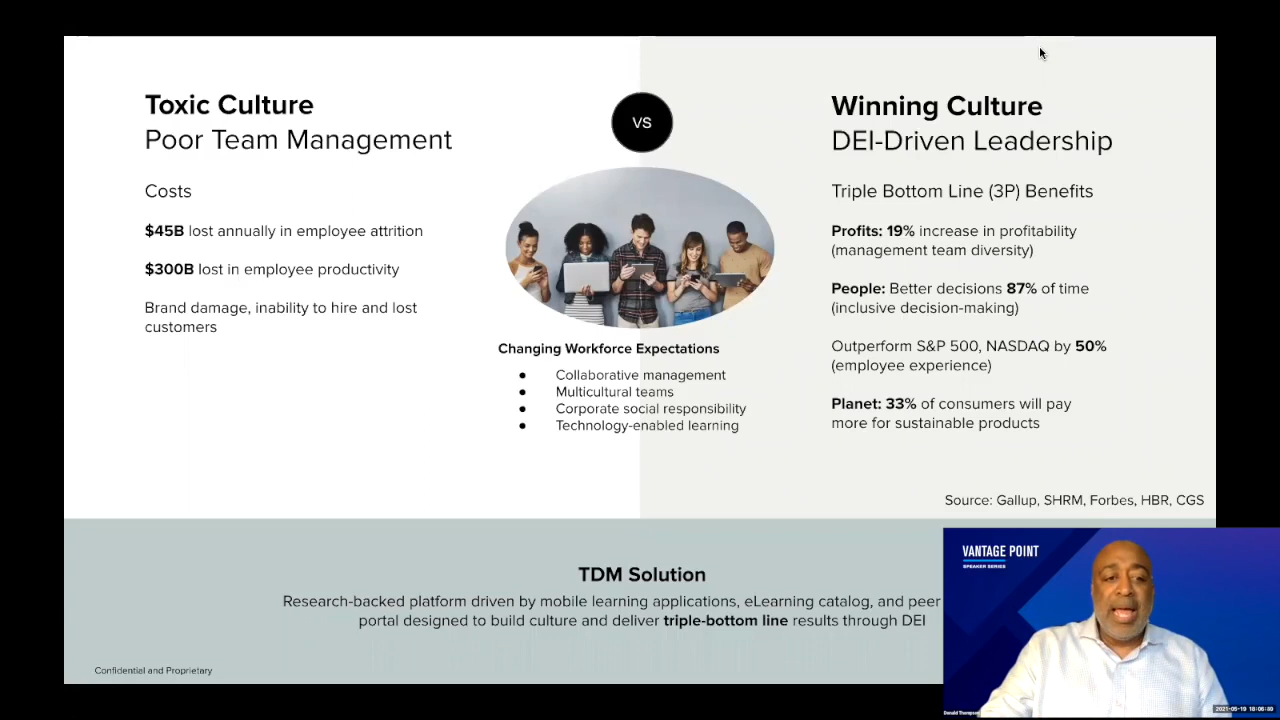 Toxic Culture
Poor Team Management
Costs
$45B lost annually in employee attrition
$300B lost in employee productivity
Brand damage, inability to hire and lost
customers
VS
Changing Workforce Expectations
● Collaborative management
● Multicultural teams
● Corporate social responsibility
● Technology-enabled learning
Winning Culture
DEI-Driven Leadership
Triple Bottom Line (3P) Benefits
Profits: 19% increase in profitability
(management team diversity)
People: Better decisions 87% of time
(inclusive decision-making)
Outperform S&P 500, NASDAQ by 50%
(employee experience)
Planet: 33% of consumers will pay
more for sustainable products
Source: Gallup, SHRM, Forbes, HBR, CGS
TDM Solution
Research-backed platform driven by mobile learning applications, eLearning catalog, and peer
portal designed to build culture and deliver triple-bottom line results through DEI
Confidential and Proprietary
VANTAGE POINT
SPEAKER SERIES
Donald Thompson